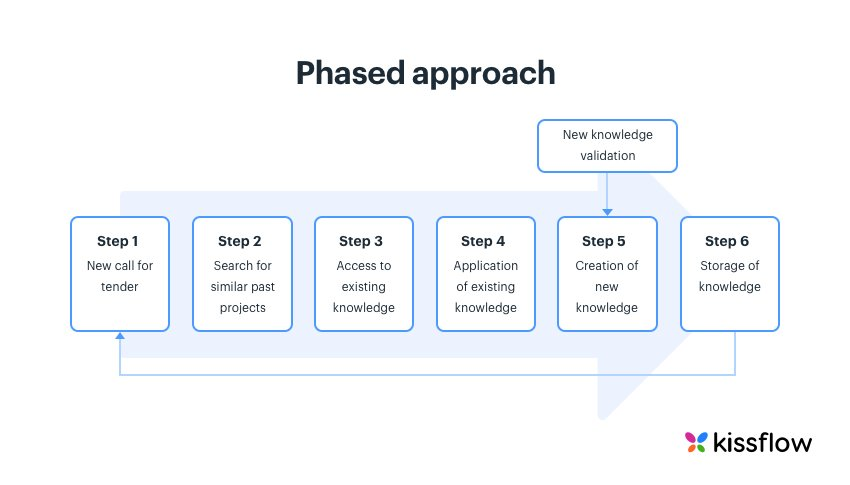 Phased approach
New knowledge
validation
Step 1
New call for
tender
Step 2
Search for
similar past
projects
Step 3
Access to
existing
knowledge
Step 4
Application
of existing
knowledge
Step 5
Creation of
new
knowledge
Step 6
Storage of
knowledge
kissflow